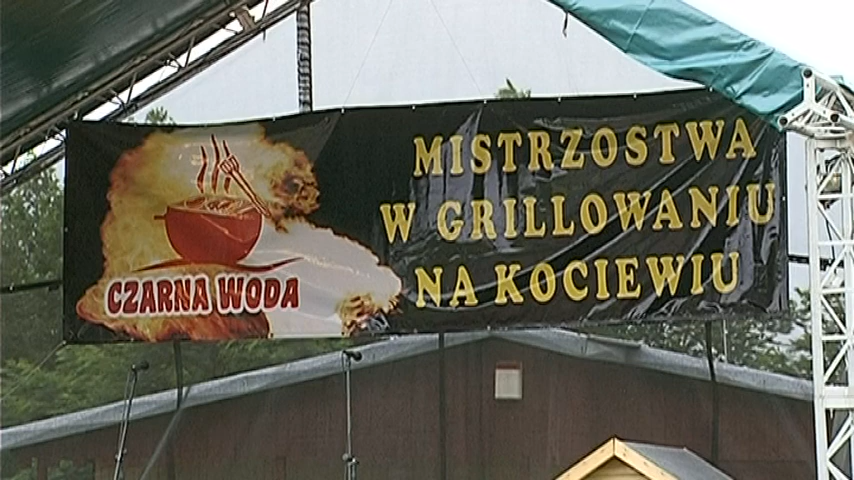 MISTRZOSTWA
W GRILLOWANIU
NA KOCIEWIU
CZARNA WODA